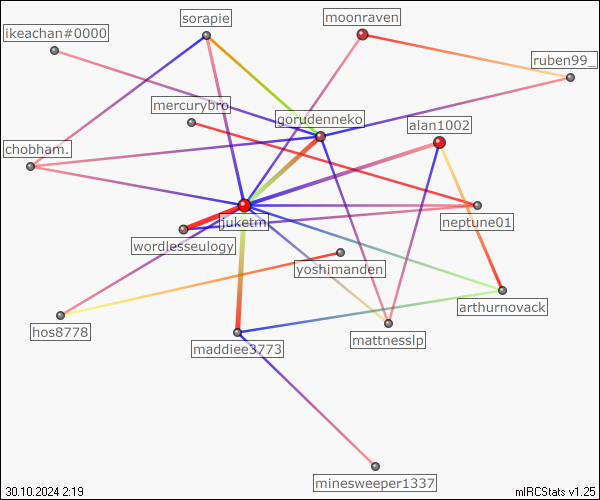 sorapie
moonraven
ikeachan#0000
ruben99_
mercurybro
gorudenneko
alan1002
chobham.
juketm
neptune01
wordlesseulogy
yoshimanden
arthurnovack
hos8778
maddiee3773
mattnesslp
minesweeper1337
30.10.2024 2:19
mIRCStats v1.25